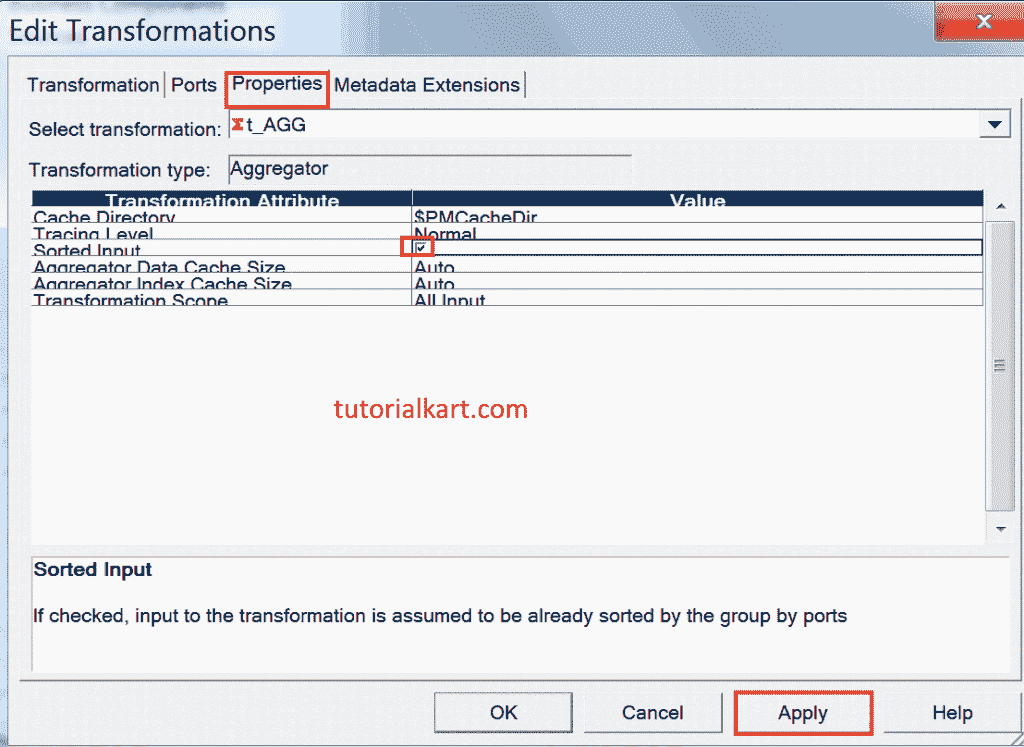 Edit Transformations
Transformation Ports Properties Metadata Extensions
Select transformation: t_AGG
Transformation type: Aggregator
Transformation Attribute Value
Cache Directory $PMCacheDir
Tracing Level Normal
Sorted Input
Aggregator Data Cache Size Auto
Aggregator Index Cache Size Auto
Transformation Scope All Input
tutorialkart.com
Sorted Input
If checked, input to the transformation is assumed to be already sorted by the group by ports
OK Cancel Apply Help